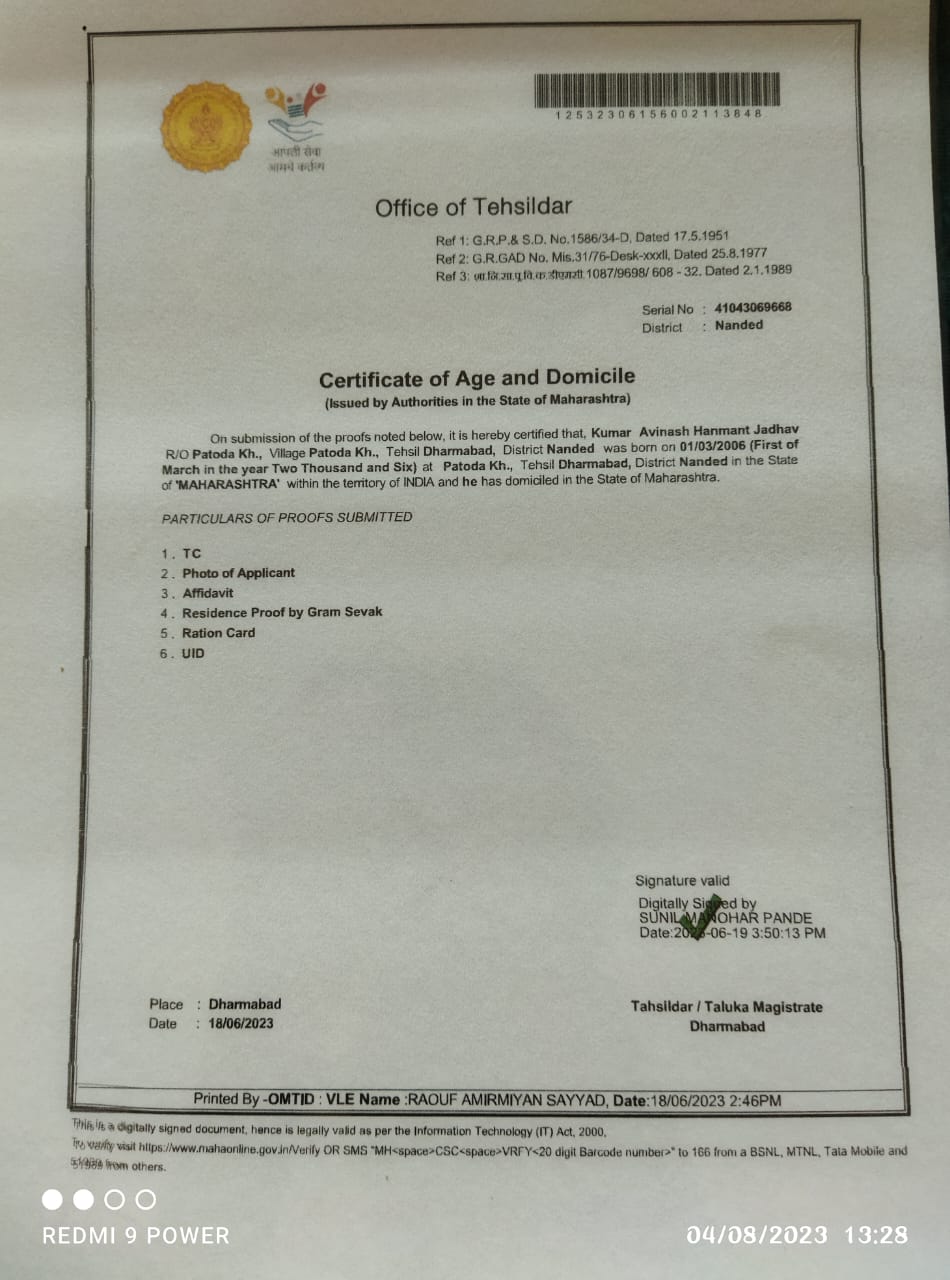 आपली सेवा
आमचे कर्तव्य
12532306156002113848
Office of Tehsildar
Ref 1: G.R.P.& S.D. No.1586/34-D, Dated 17.5.1951
Ref 2: G.R.GAD No. Mis.31/76-Desk-xxxII, Dated 25.8.1977
Ref 3: 1087/9698/ 608 - 32, Dated 2.1.1989
Serial No : 41043069668
District : Nanded
Certificate of Age and Domicile
(Issued by Authorities in the State of Maharashtra)
On submission of the proofs noted below, it is hereby certified that, Kumar Avinash Hanmant Jadhav
R/O Patoda Kh., Village Patoda Kh., Tehsil Dharmabad, District Nanded was born on 01/03/2006 (First of
March in the year Two Thousand and Six) at Patoda Kh., Tehsil Dharmabad, District Nanded in the State
of 'MAHARASHTRA' within the territory of INDIA and he has domiciled in the State of Maharashtra.
PARTICULARS OF PROOFS SUBMITTED
1 . TC
2 . Photo of Applicant
3 . Affidavit
4 . Residence Proof by Gram Sevak
5 . Ration Card
6 . UID
Signature valid
Digitally Signed by
SUNIL MANOHAR PANDE
Date:2023-06-19 3:50:13 PM
Place : Dharmabad
Date : 18/06/2023
Tahsildar / Taluka Magistrate
Dharmabad
Printed By -OMTID : VLE Name :RAOUF AMIRMIYAN SAYYAD, Date:18/06/2023 2:46PM
This is a digitally signed document, hence is legally valid as per the Information Technology (IT) Act, 2000.
To verify visit https://www.mahaonline.gov.in/Verify OR SMS "MH<space>CSC<space>VRFY<20 digit Barcode number>" to 166 from a BSNL, MTNL, Tata Mobile and
51969 from others.
REDMI 9 POWER
04/08/2023 13:28